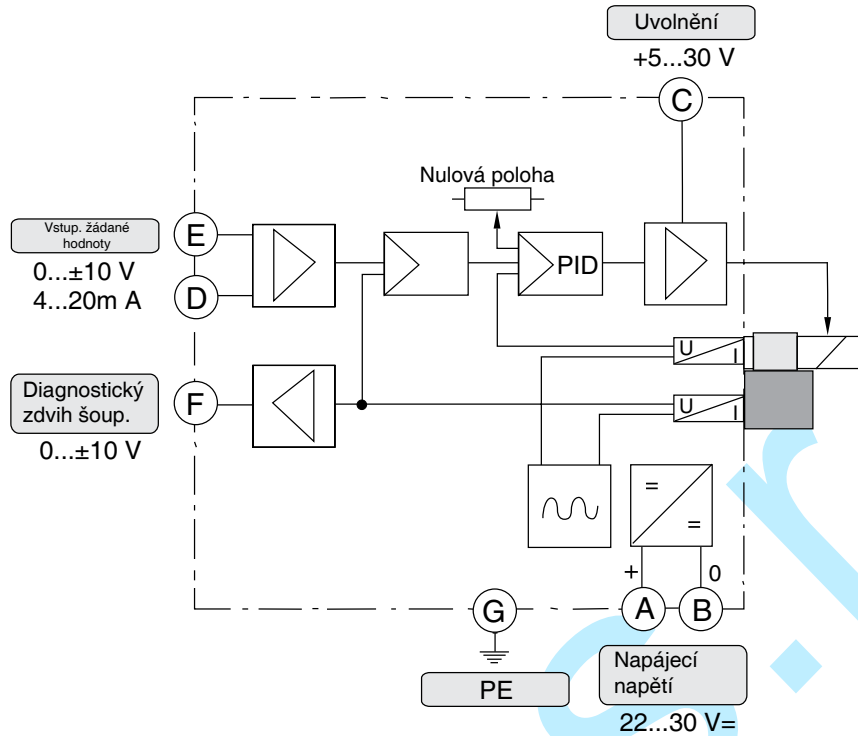 Uvolnění
+5...30 V
C
Nulová poloha
Vstup. žádané
hodnoty
0...±10 V
4...20m A
E
D
PID
U
I
Diagnostický
zdvih šoup.
0...±10 V
F
U
I
=
=
+
0
G
A
B
PE
Napájecí
napětí
22...30 V=